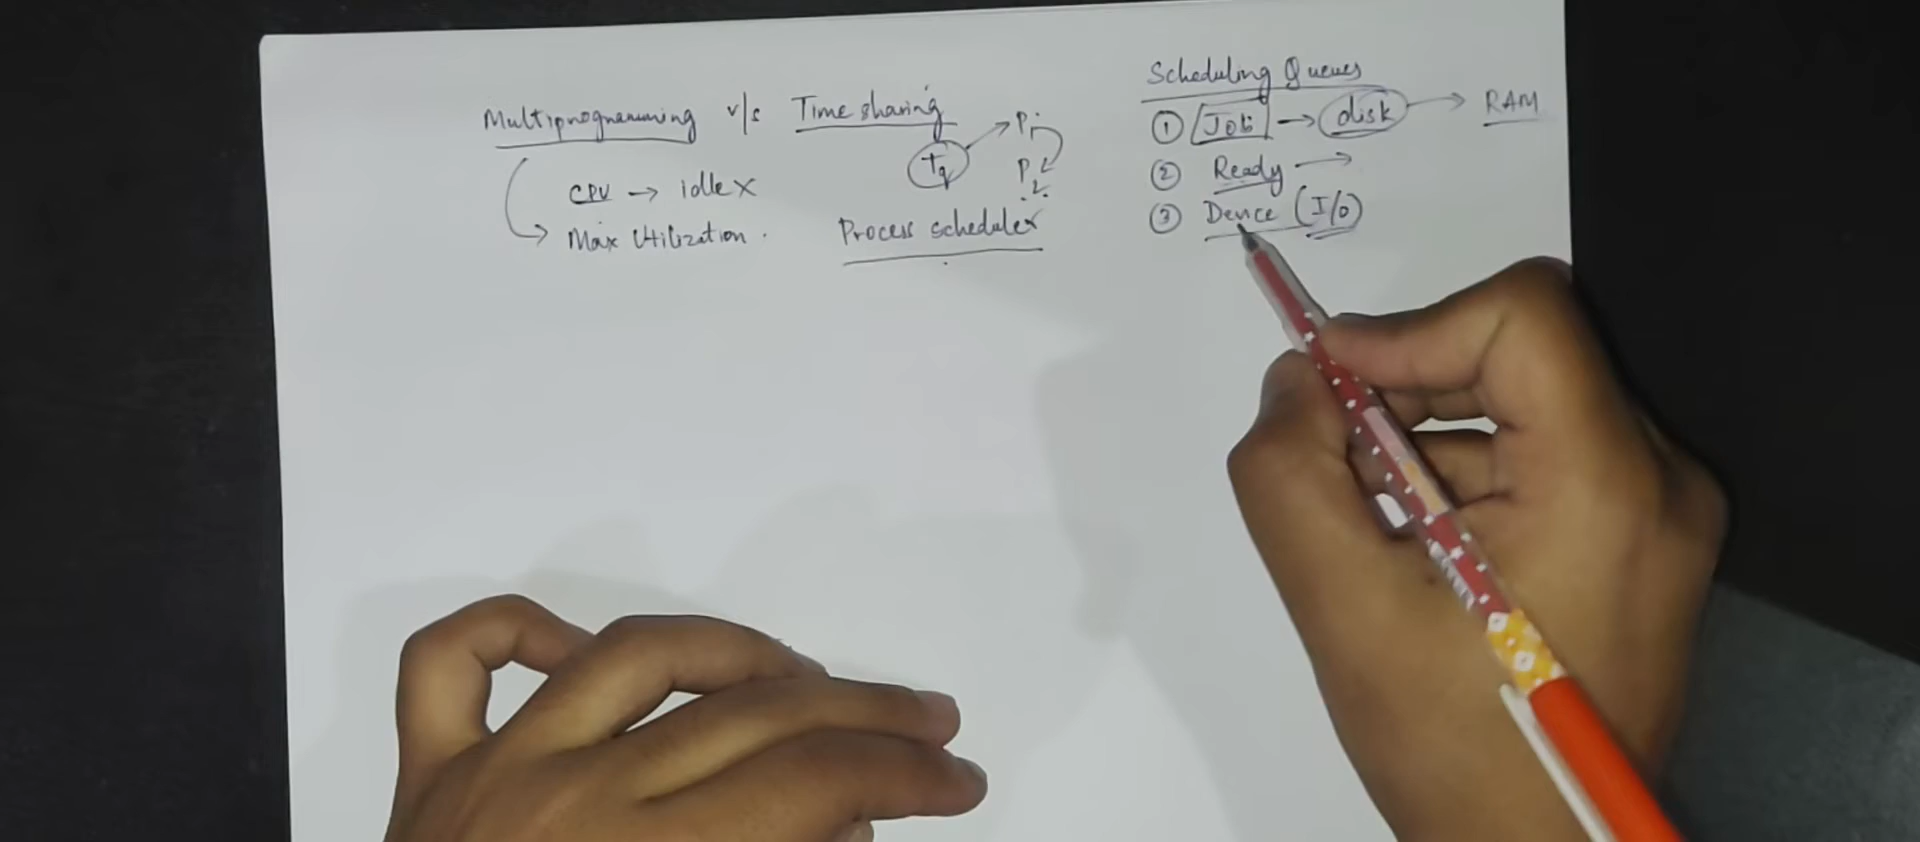 Multiprogramming v/s Time sharing
Tq → P1
P2
CPU → idle X
Max Utilization.
Process scheduler
Scheduling Queues
① Job → disk → RAM
② Ready →
③ Device (I/O)